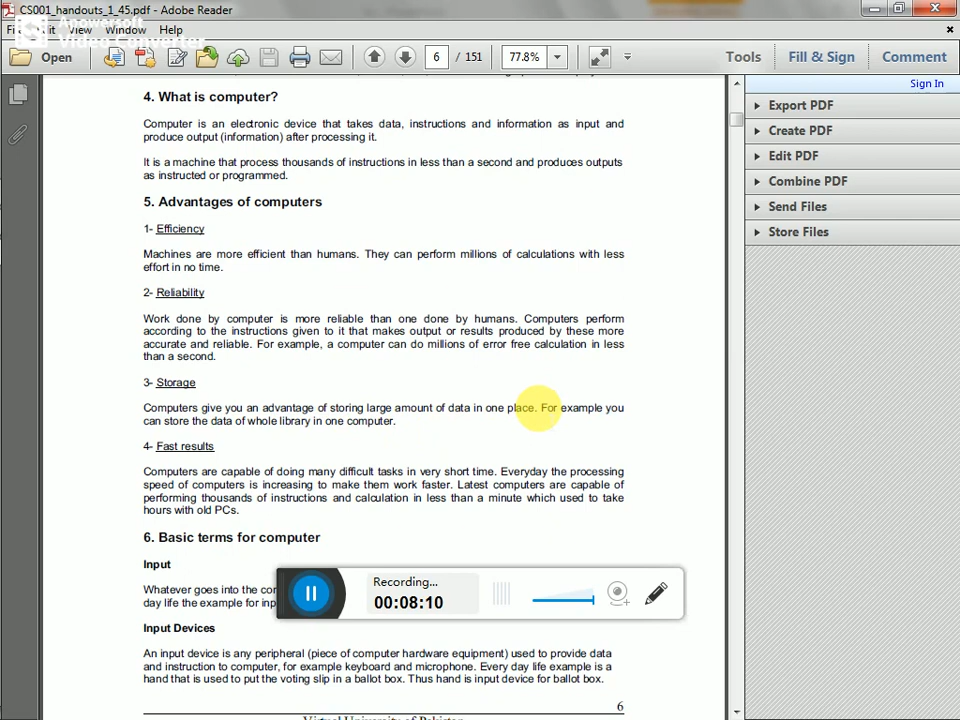 CS001_handouts_1_45.pdf - Adobe Reader
Apowersoft
Video Converter
View Window Help
Open
6 / 151
77.8%
Tools
Fill & Sign
Comment
Sign In
Export PDF
Create PDF
Edit PDF
Combine PDF
Send Files
Store Files
4. What is computer?
Computer is an electronic device that takes data, instructions and information as input and
produce output (information) after processing it.
It is a machine that process thousands of instructions in less than a second and produces outputs
as instructed or programmed.
5. Advantages of computers
1- Efficiency
Machines are more efficient than humans. They can perform millions of calculations with less
effort in no time.
2- Reliability
Work done by computer is more reliable than one done by humans. Computers perform
according to the instructions given to it that makes output or results produced by these more
accurate and reliable. For example, a computer can do millions of error free calculation in less
than a second.
3- Storage
Computers give you an advantage of storing large amount of data in one place. For example you
can store the data of whole library in one computer.
4- Fast results
Computers are capable of doing many difficult tasks in very short time. Everyday the processing
speed of computers is increasing to make them work faster. Latest computers are capable of
performing thousands of instructions and calculation in less than a minute which used to take
hours with old PCs.
6. Basic terms for computer
Input
Whatever goes into the
day life the example for
Recording...
00:08:10
Input Devices
An input device is any peripheral (piece of computer hardware equipment) used to provide data
and instruction to computer, for example keyboard and microphone. Every day life example is a
hand that is used to put the voting slip in a ballot box. Thus hand is input device for ballot box.
6
Virtual University of Pakistan